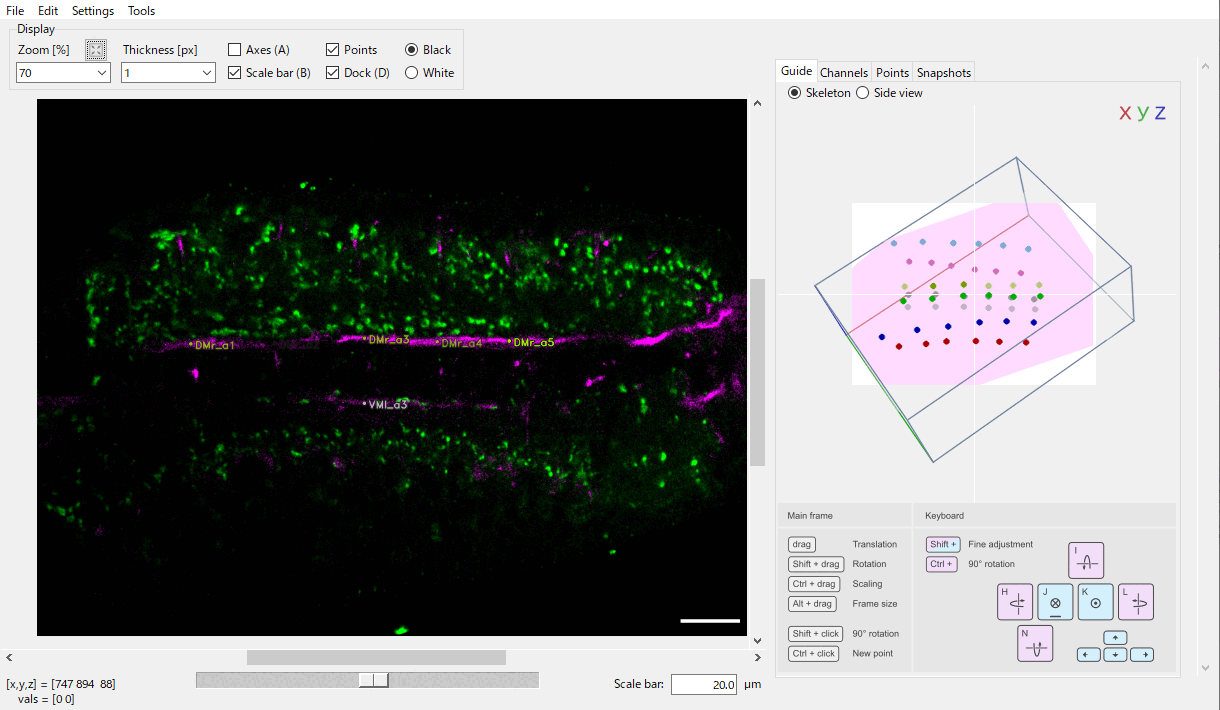 File Edit Settings Tools
Display
Zoom [%] Thickness [px] Axes (A) Points Black
70 1 Scale bar (B) Dock (D) White
Guide Channels Points Snapshots
Skeleton Side view
x y z
DMr_a1 DMr_a3 DMr_a4 DMr_a5
VMl_a3
Main frame Keyboard
drag Translation Shift + Fine adjustment
Shift + drag Rotation Ctrl + 90° rotation
I
Ctrl + drag Scaling
H J K L
Alt + drag Frame size
Shift + click 90° rotation
N
Ctrl + click New point
[x,y,z] = [747 894 88] Scale bar: 20.0 μm
vals = [0 0]